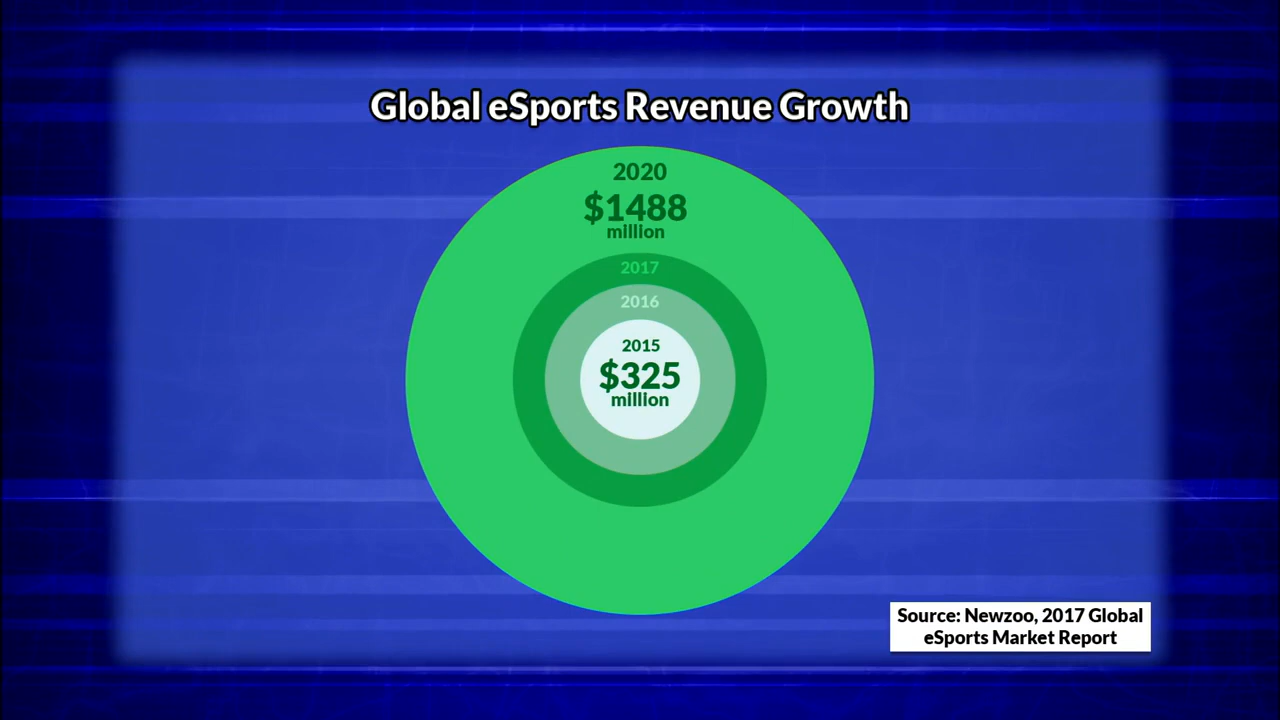 Global eSports Revenue Growth
2020
$1488
million
2017
2016
2015
$325
million
Source: Newzoo, 2017 Global
eSports Market Report